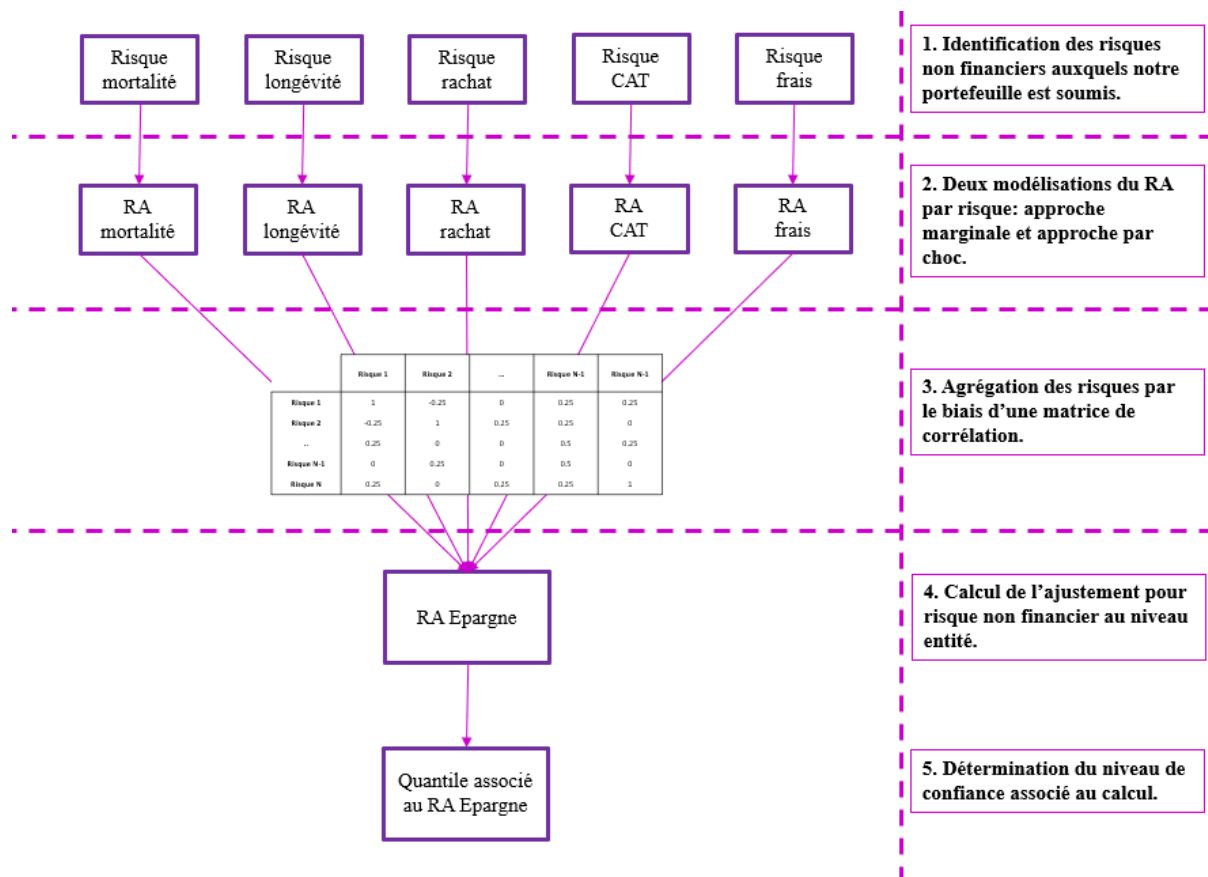 Risque
mortalité
Risque
longévité
Risque
rachat
Risque
CAT
Risque
frais
1. Identification des risques
non financiers auxquels notre
portefeuille est soumis.
RA
mortalité
RA
longévité
RA
rachat
RA
CAT
RA
frais
2. Deux modélisations du RA
par risque: approche
marginale et approche par
choc.
Risque 1 Risque 2 ... Risque N-1 Risque N-1
Risque 1 1 -0.25 0 0.25 0.25
Risque 2 -0.25 1 0.25 0.25 0
.. 0.25 0 0 0.5 0.25
Risque N-1 0 0.25 0 0.5 0
Risque N 0.25 0 0.25 0.25 1
3. Agrégation des risques par
le biais d’une matrice de
corrélation.
RA Epargne
4. Calcul de l’ajustement pour
risque non financier au niveau
entité.
Quantile associé
au RA Epargne
5. Détermination du niveau de
confiance associé au calcul.